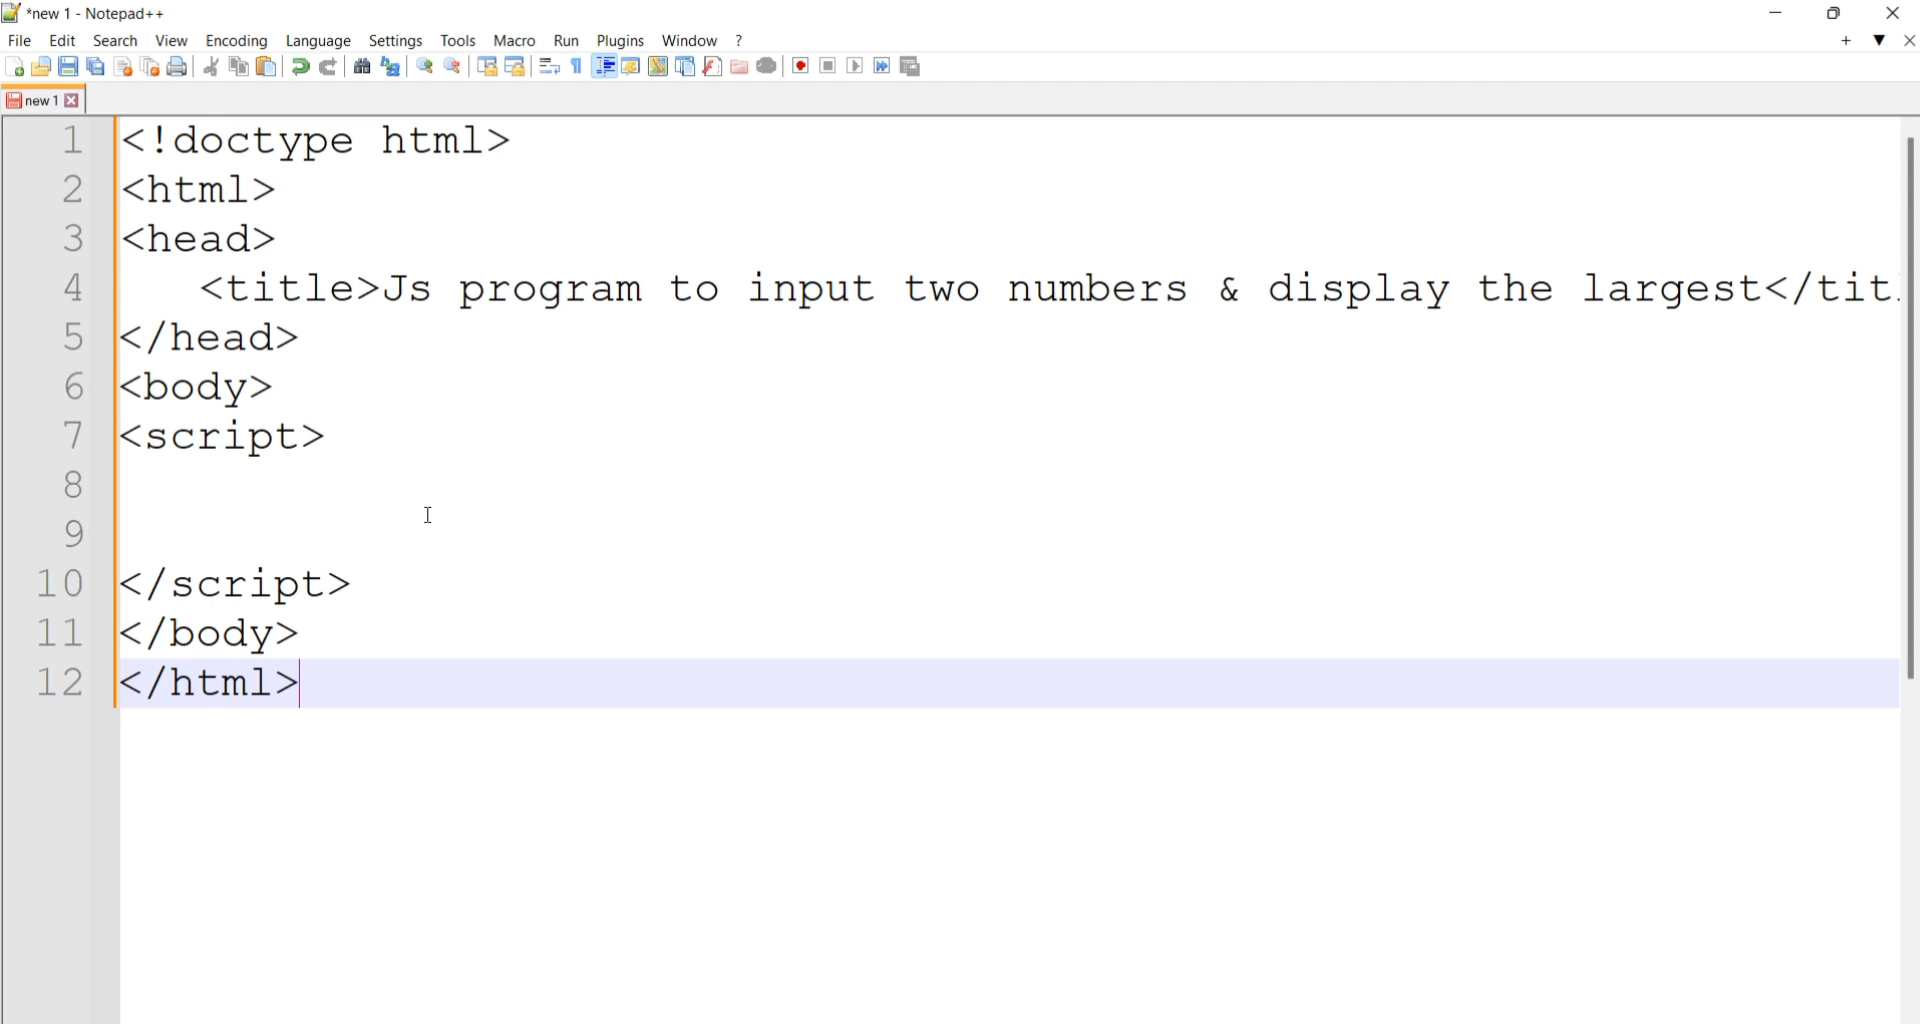 *new 1 - Notepad++
File Edit Search View Encoding Language Settings Tools Macro Run Plugins Window ?
new 1
1 <!doctype html>
2 <html>
3 <head>
4 <title>Js program to input two numbers & display the largest</tit
5 </head>
6 <body>
7 <script>
8
9
10 </script>
11 </body>
12 </html>